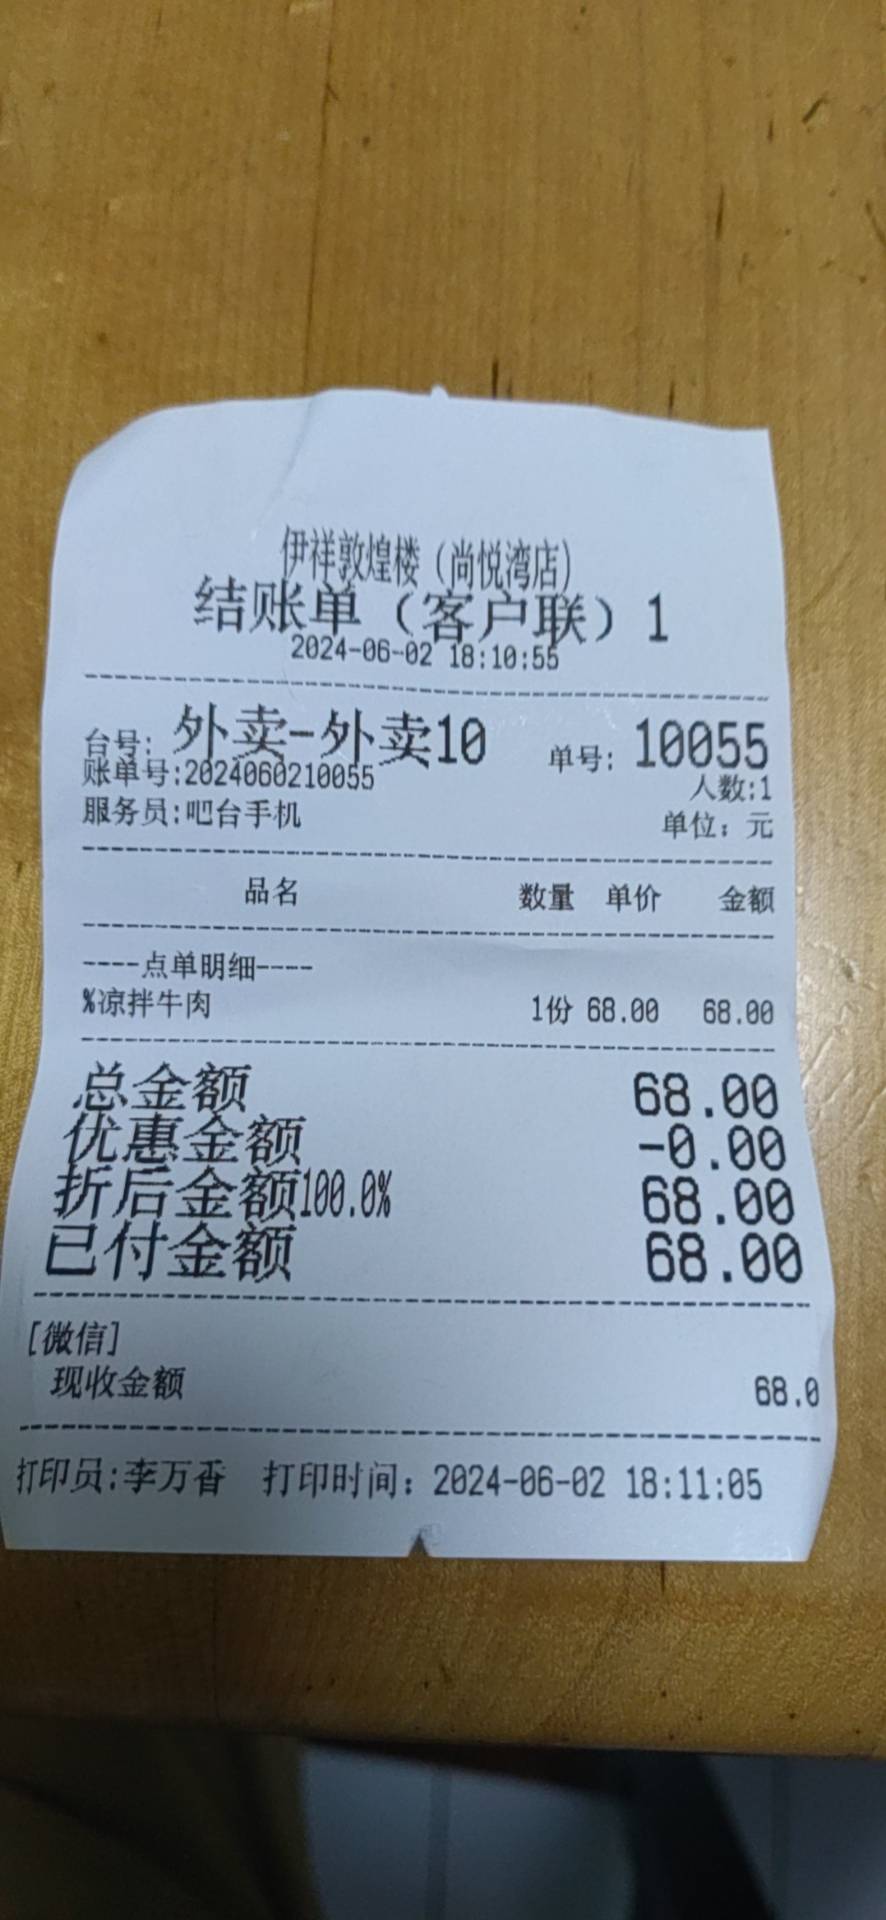 伊祥敦煌楼（尚悦湾店）
结账单（客户联）1
2024-06-02 18:10:55
台号: 外卖-外卖10 单号: 10055
账单号:2024060210055 人数:1
服务员:吧台手机 单位：元
品名 数量 单价 金额
----点单明细----
%凉拌牛肉 1份 68.00 68.00
总金额 68.00
优惠金额 -0.00
折后金额100.0% 68.00
已付金额 68.00
[微信]
现收金额 68.0
打印员:李万香 打印时间：2024-06-02 18:11:05